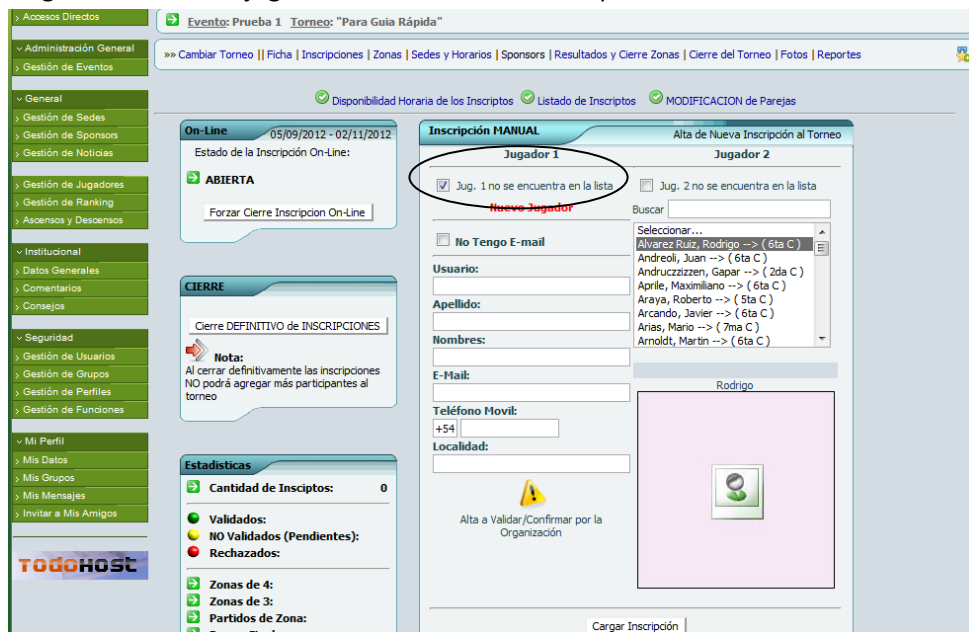 › Accesos Directos
Evento: Prueba 1 Torneo: "Para Guia Rápida"
˅ Administración General
› Gestión de Eventos
»» Cambiar Torneo || Ficha | Inscripciones | Zonas | Sedes y Horarios | Sponsors | Resultados y Cierre Zonas | Cierre del Torneo | Fotos | Reportes
˅ General
› Gestión de Sedes
› Gestión de Sponsors
› Gestión de Noticias
› Gestión de Jugadores
› Gestión de Ranking
› Ascensos y Descensos
˅ Institucional
› Datos Generales
› Comentarios
› Consejos
˅ Seguridad
› Gestión de Usuarios
› Gestión de Grupos
› Gestión de Perfiles
› Gestión de Funciones
˅ Mi Perfil
› Mis Datos
› Mis Grupos
› Mis Mensajes
› Invitar a Mis Amigos
TODOHOST
Disponibilidad Horaria de los Inscriptos Listado de Inscriptos MODIFICACION de Parejas
On-Line 05/09/2012 - 02/11/2012
Estado de la Inscripción On-Line:
ABIERTA
Forzar Cierre Inscripcion On-Line
CIERRE
Cierre DEFINITIVO de INSCRIPCIONES
Nota:
Al cerrar definitivamente las inscripciones
NO podrá agregar más participantes al
torneo
Estadisticas
Cantidad de Insciptos: 0
Validados:
NO Validados (Pendientes):
Rechazados:
Zonas de 4:
Zonas de 3:
Partidos de Zona:
Inscripción MANUAL Alta de Nueva Inscripción al Torneo
Jugador 1
Jug. 1 no se encuentra en la lista
Nuevo Jugador
No Tengo E-mail
Usuario:
Apellido:
Nombres:
E-Mail:
Teléfono Movil:
+54
Localidad:
Alta a Validar/Confirmar por la
Organización
Jugador 2
Jug. 2 no se encuentra en la lista
Buscar
Seleccionar...
Alvarez Ruiz, Rodrigo --> ( 6ta C )
Andreoli, Juan --> ( 6ta C )
Andruczzizzen, Gapar --> ( 2da C )
Aprile, Maximiliano --> ( 6ta C )
Araya, Roberto --> ( 5ta C )
Arcando, Javier --> ( 6ta C )
Arias, Mario --> ( 7ma C )
Arnoldt, Martin --> ( 6ta C )
Rodrigo
Cargar Inscripción